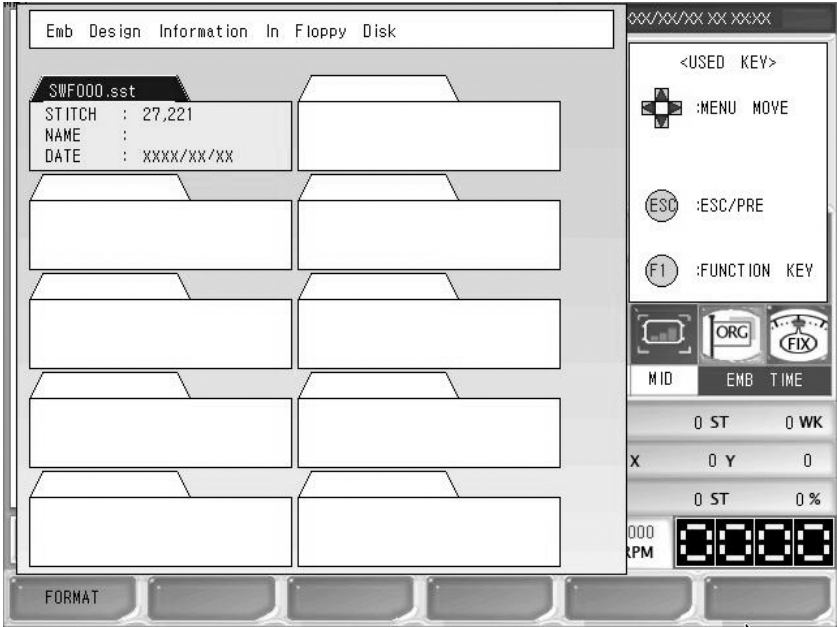 XX/XX/XX XX XX:XX
Emb Design Information In Floppy Disk
<USED KEY>
SWF000.sst
STITCH : 27,221
NAME :
DATE : XXXX/XX/XX
:MENU MOVE
ESC :ESC/PRE
F1 :FUNCTION KEY
ORG
FIX
MID EMB TIME
0 ST 0 WK
X 0 Y 0
0 ST 0 %
000
RPM 0000
FORMAT